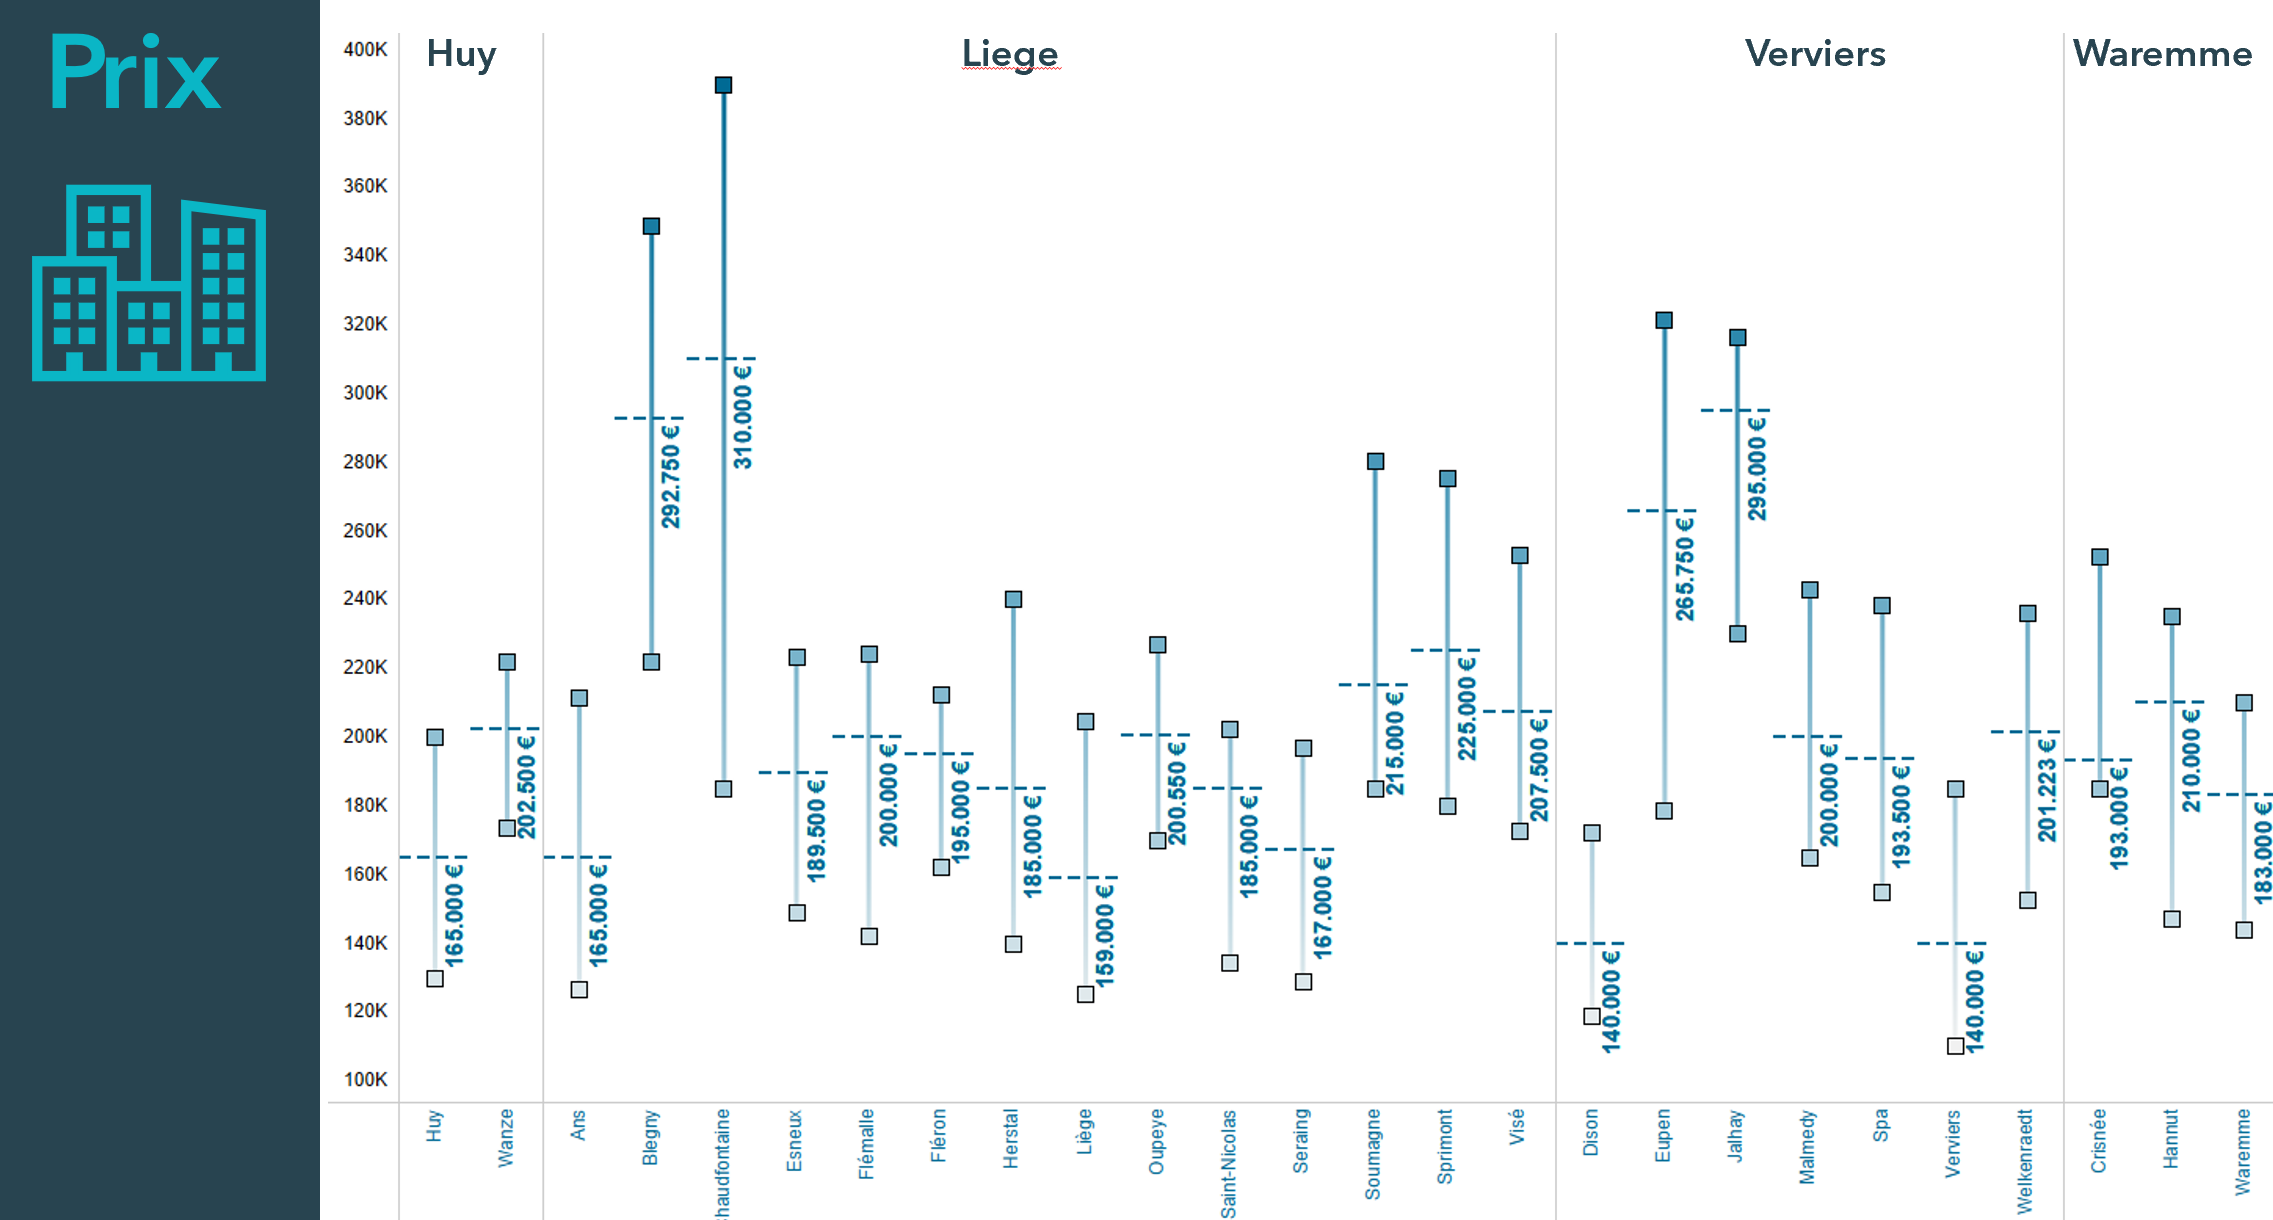 Prix
Huy
Liege
Verviers
Waremme
400K
380K
360K
340K
320K
300K
280K
260K
240K
220K
200K
180K
160K
140K
120K
100K
165.000 €
202.500 €
165.000 €
292.750 €
310.000 €
189.500 €
200.000 €
195.000 €
185.000 €
159.000 €
200.550 €
185.000 €
167.000 €
215.000 €
225.000 €
207.500 €
140.000 €
265.750 €
295.000 €
200.000 €
193.500 €
140.000 €
201.223 €
193.000 €
210.000 €
183.000 €
Huy
Wanze
Ans
Blegny
haudfontaine
Esneux
Flémalle
Fléron
Herstal
Liège
Oupeye
Saint-Nicolas
Seraing
Soumagne
Sprimont
Visé
Dison
Eupen
Jalhay
Malmedy
Spa
Verviers
Welkenraedt
Crisnée
Hannut
Waremme